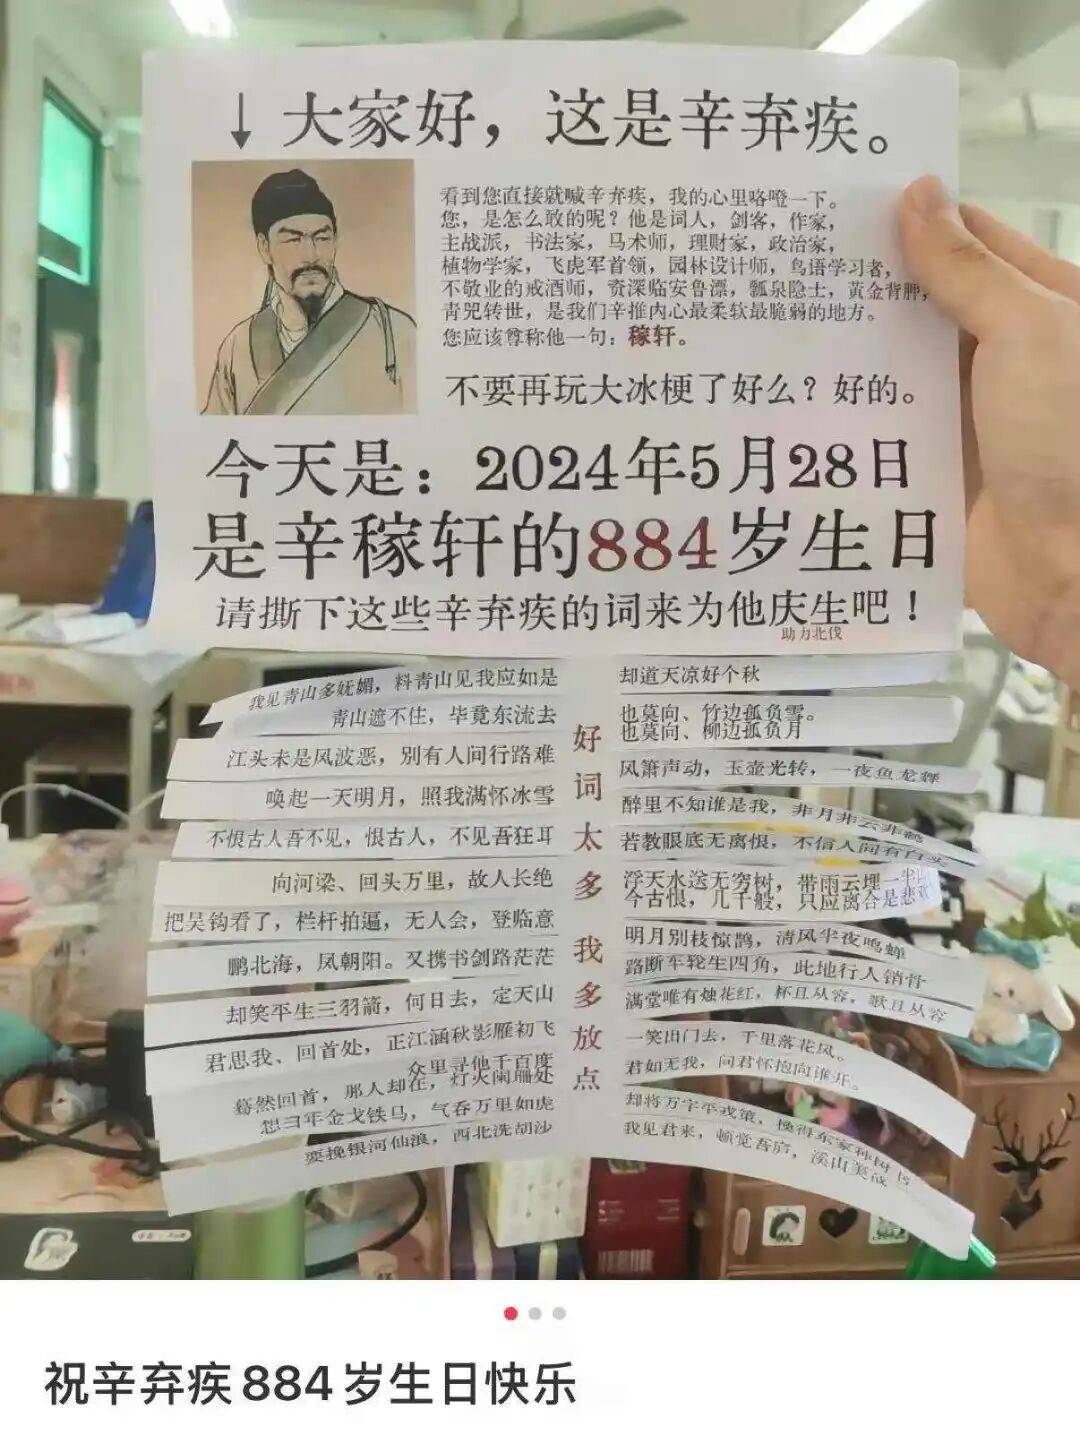 ↓大家好，这是辛弃疾。
看到您直接就喊辛弃疾，我的心里咯噔一下。
您，是怎么敢的呢？他是词人，剑客，作家，
主战派，书法家，马术师，理财家，政治家，
植物学家，飞虎军首领，园林设计师，鸟语学习者，
不敬业的戒酒师，资深临安鲁漂，瓢泉隐士，黄金背脾，
青兕转世，是我们辛推内心最柔软最脆弱的地方。
您应该尊称他一句：稼轩。
不要再玩大冰梗了好么？好的。
今天是：2024年5月28日
是辛稼轩的884岁生日
请撕下这些辛弃疾的词来为他庆生吧！
助力北伐
我见青山多妩媚，料青山见我应如是
青山遮不住，毕竟东流去
江头未是风波恶，别有人间行路难
唤起一天明月，照我满怀冰雪
不恨古人吾不见，恨古人，不见吾狂耳
向河梁、回头万里，故人长绝
把吴钩看了，栏杆拍遍，无人会，登临意
鹏北海，凤朝阳。又携书剑路茫茫
却笑平生三羽箭，何日去，定天山
君思我、回首处，正江涵秋影雁初飞
众里寻他千百度
蓦然回首，那人却在，灯火阑珊处
想当年金戈铁马，气吞万里如虎
要挽银河仙浪，西北洗胡沙
好词太多我多放点
却道天凉好个秋
也莫向、竹边孤负雪。
也莫向、柳边孤负月
风箫声动，玉壶光转，一夜鱼龙舞
醉里不知谁是我，非月非云非鹤
若教眼底无离恨，不信人间有白头
浮天水送无穷树，带雨云埋一半山
今古恨，几千般，只应离合是悲欢
明月别枝惊鹊，清风半夜鸣蝉
路断车轮生四角，此地行人销骨
满堂唯有烛花红，杯且从容，歌且从容
一笑出门去，千里落花风。
君如无我，问君怀抱向谁开。
却将万字平戎策，换得东家种树书
我见君来，顿觉吾庐，溪山美哉
祝辛弃疾884岁生日快乐